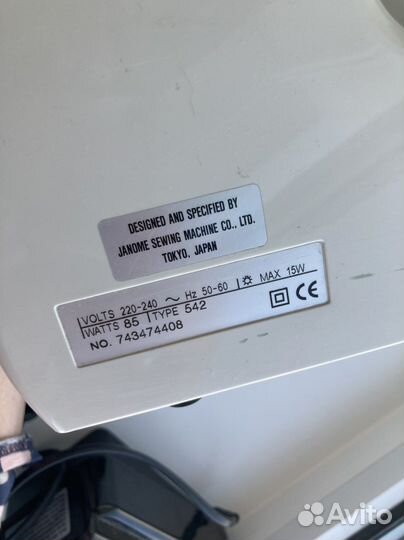 DESIGNED AND SPECIFIED BY
JANOME SEWING MACHINE CO., LTD.
TOKYO, JAPAN
VOLTS 220-240 ~ Hz 50-60 MAX 15W
WATTS 85 TYPE 542
NO. 743474408
CE
Avito